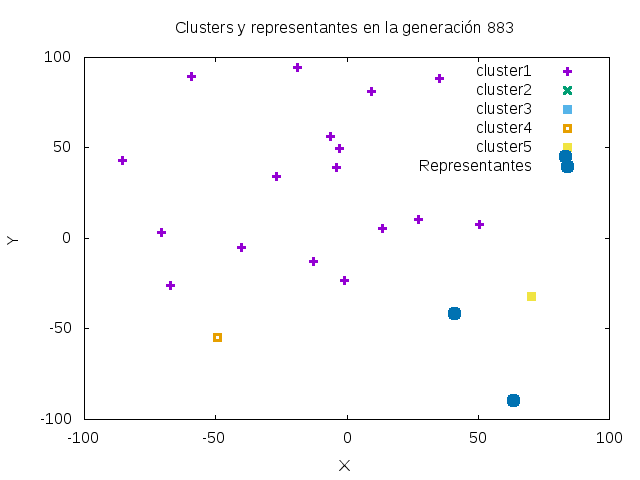 Clusters y representantes en la generación 883
100
50
0
-50
-100
-100
-50
0
50
100
Y
X
cluster1
cluster2
cluster3
cluster4
cluster5
Representantes